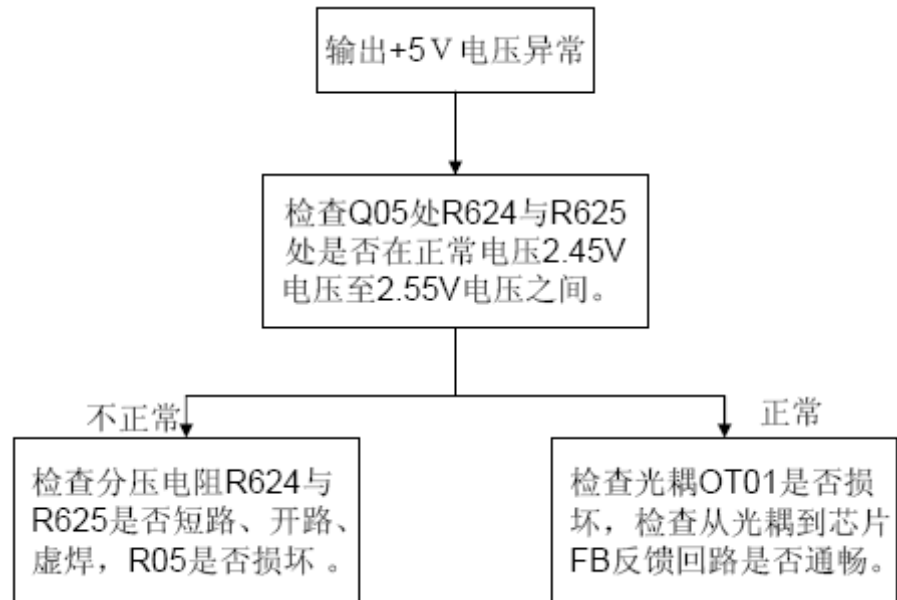 输出+5V电压异常
检查Q05处R624与R625
处是否在正常电压2.45V
电压至2.55V电压之间。
不正常
正常
检查分压电阻R624与
R625是否短路、开路、
虚焊，R05是否损坏。
检查光耦OT01是否损
坏，检查从光耦到芯片
FB反馈回路是否通畅。